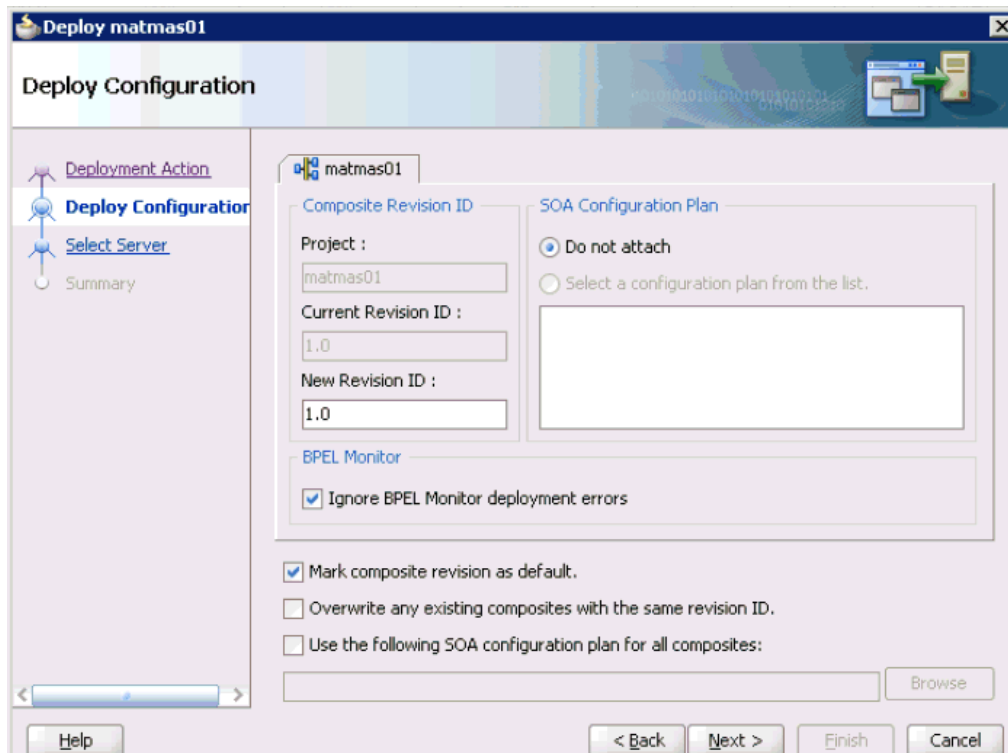 Deploy matmas01
Deploy Configuration
Deployment Action
Deploy Configuration
Select Server
Summary
matmas01
Composite Revision ID
Project :
matmas01
Current Revision ID :
1.0
New Revision ID :
1.0
SOA Configuration Plan
Do not attach
Select a configuration plan from the list.
BPEL Monitor
Ignore BPEL Monitor deployment errors
Mark composite revision as default.
Overwrite any existing composites with the same revision ID.
Use the following SOA configuration plan for all composites:
Browse
Help
< Back
Next >
Finish
Cancel